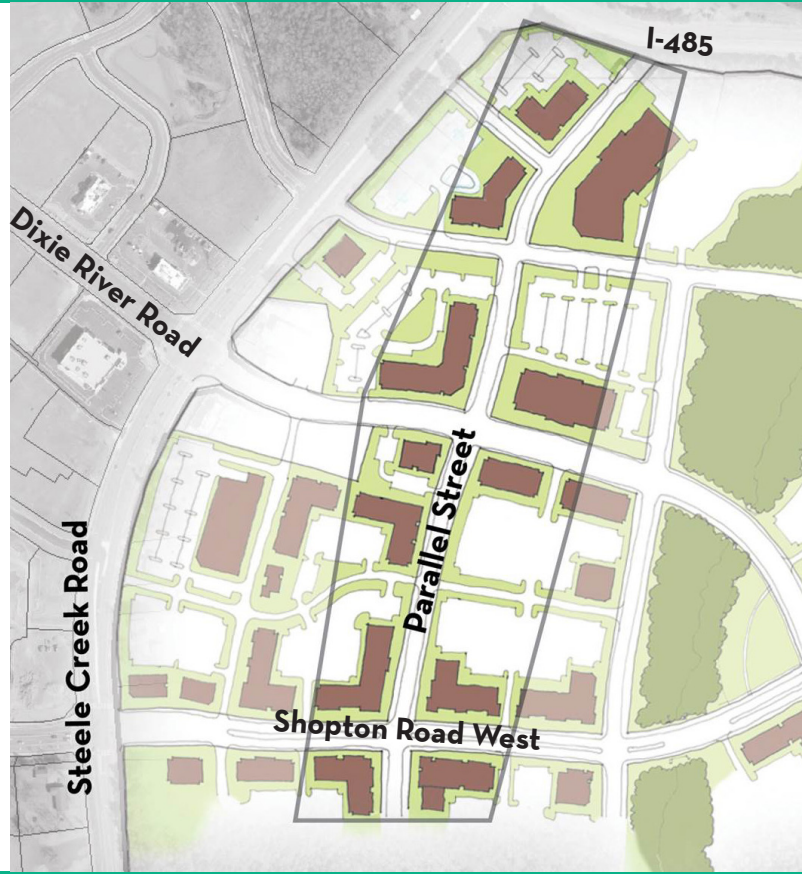 I-485
Dixie River Road
Parallel Street
Steele Creek Road
Shopton Road West